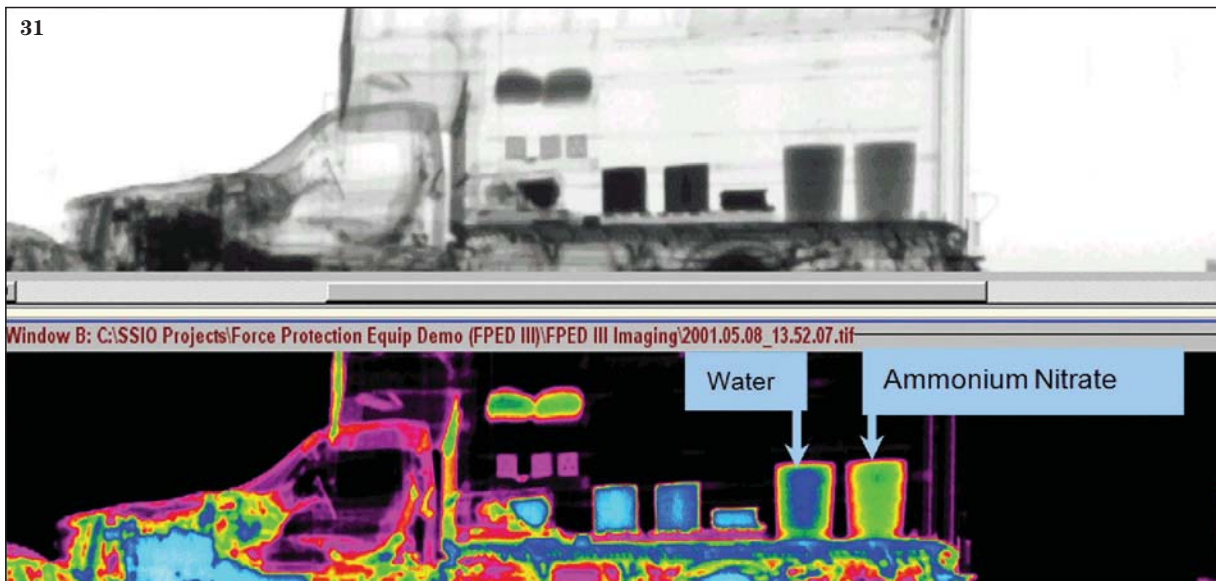 31
Window B: C:\SSIO Projects\Force Protection Equip Demo (FPED III)\FPED III Imaging\2001.05.08_13.52.07.tif
Water
Ammonium Nitrate